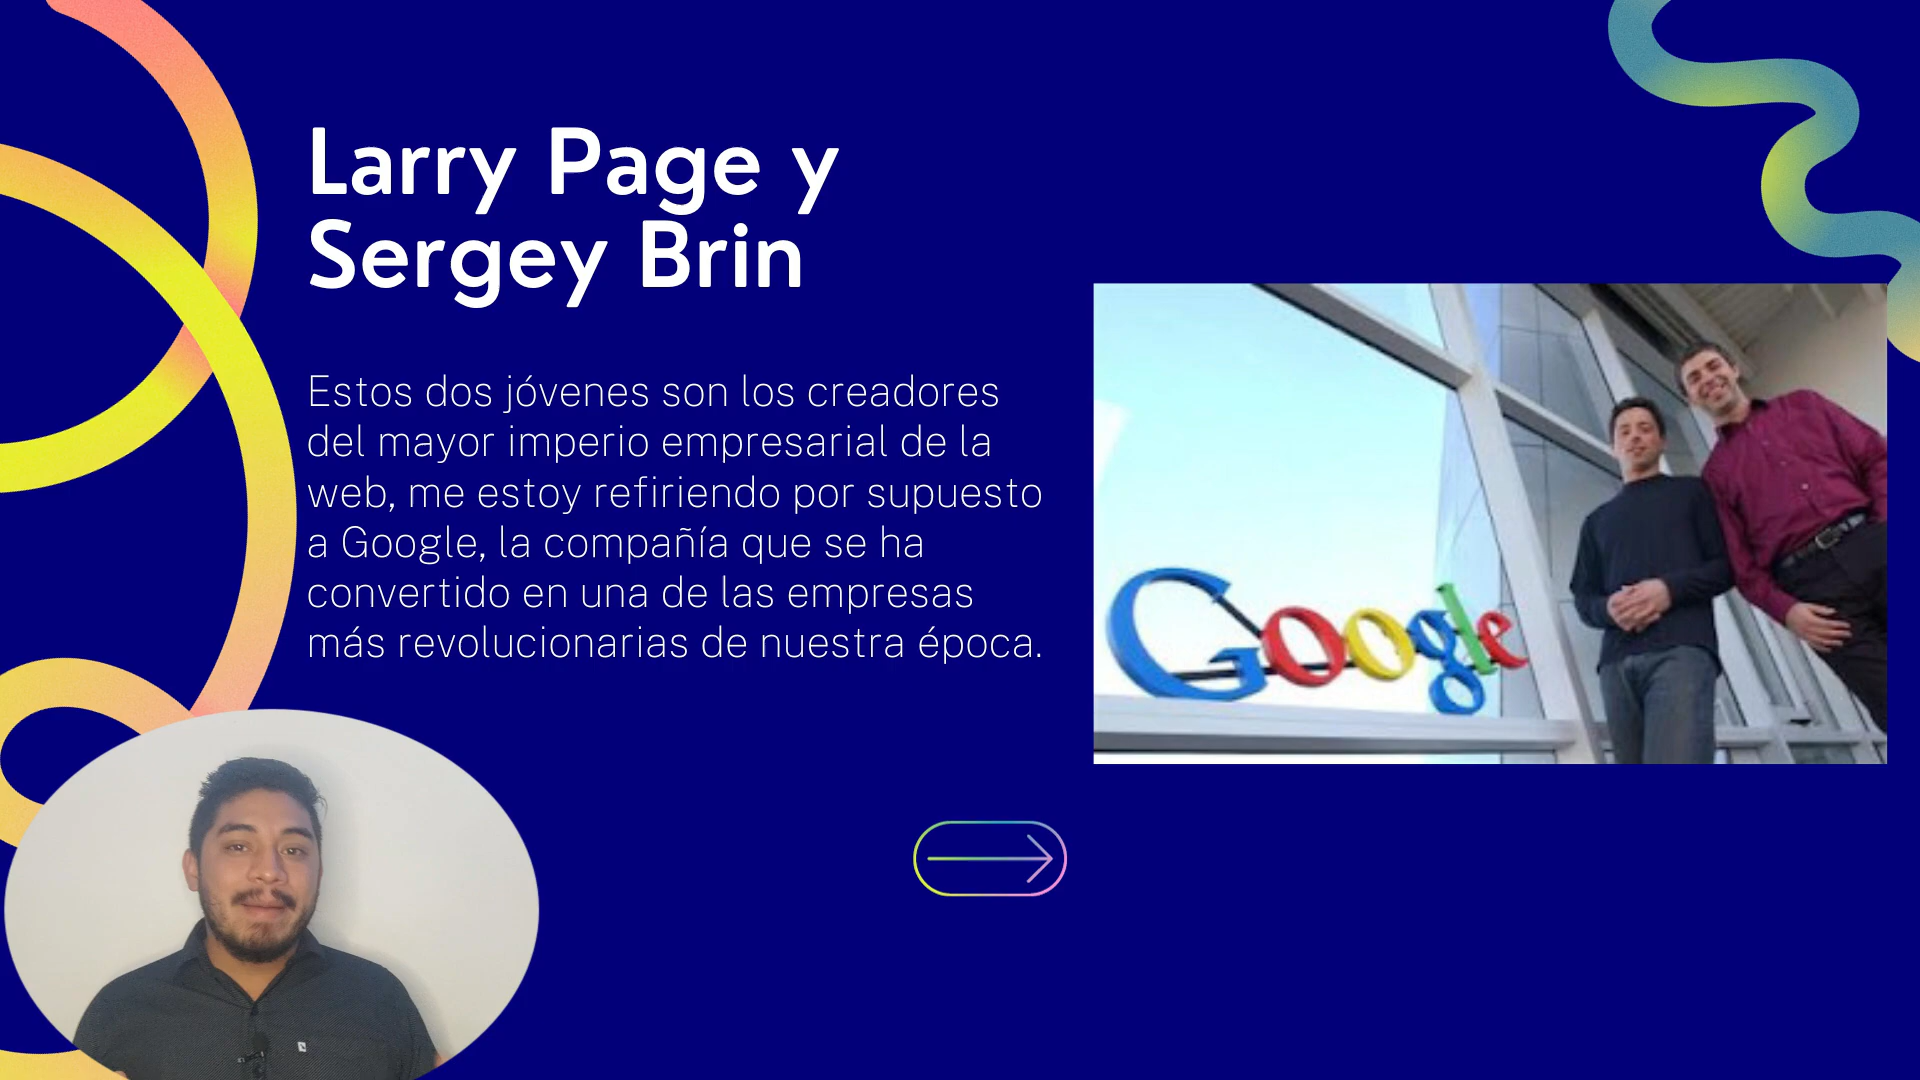 Larry Page y
Sergey Brin
Estos dos jóvenes son los creadores
del mayor imperio empresarial de la
web, me estoy refiriendo por supuesto
a Google, la compañía que se ha
convertido en una de las empresas
más revolucionarias de nuestra época.
Google